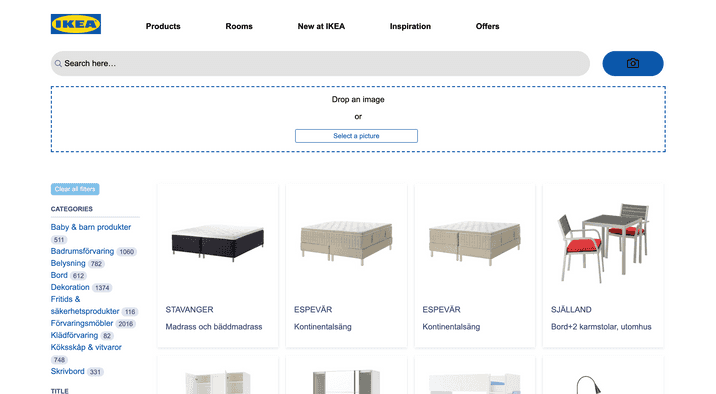 IKEA
Products Rooms New at IKEA Inspiration Offers
Search here...
Drop an image
or
Select a picture
Clear all filters
CATEGORIES
Baby & barn produkter
511
Badrumsförvaring 1060
Belysning 782
Bord 612
Dekoration 1374
Fritids &
säkerhetsprodukter 116
Förvaringsmöbler 2016
Klädförvaring 82
Köksskåp & vitvaror
748
Skrivbord 331
TITLE
STAVANGER
Madrass och bäddmadrass
ESPEVÄR
Kontinentalsäng
ESPEVÄR
Kontinentalsäng
SJÄLLAND
Bord+2 karmstolar, utomhus